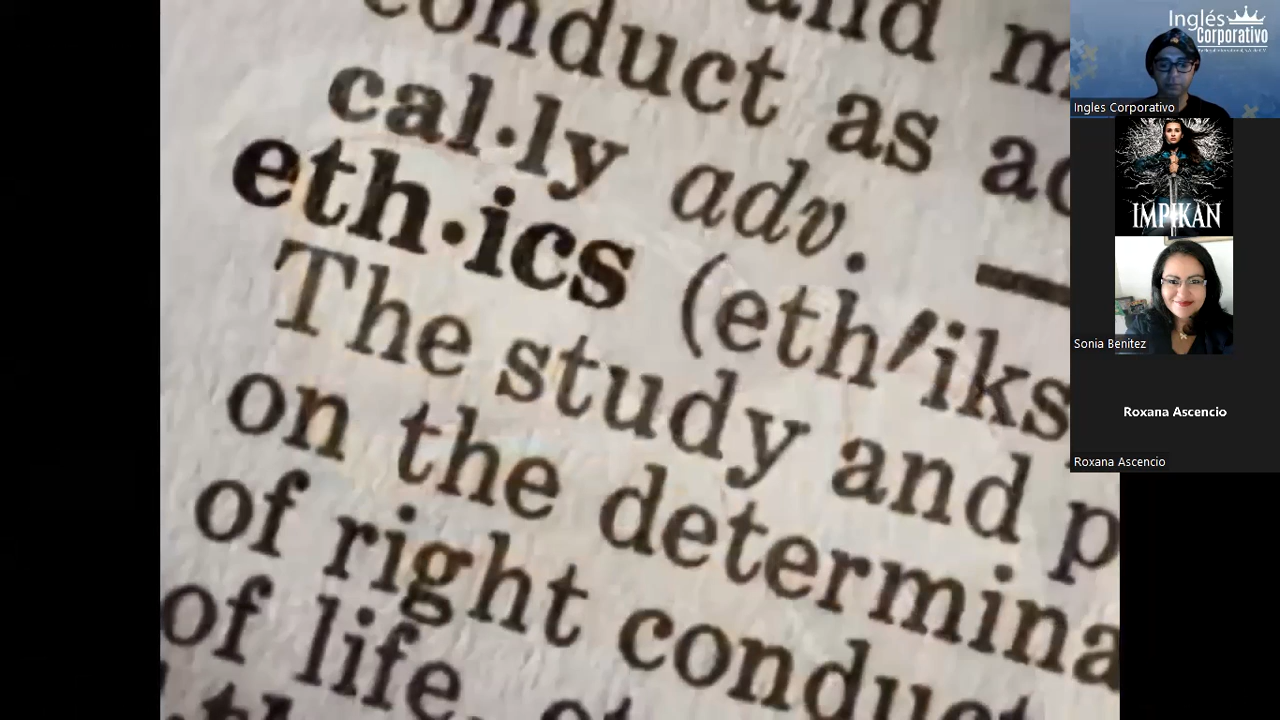 conduct as
and
cal·ly adv.
eth·ics (eth′iks
The study and
on the determina
of right conduct
of life,
Inglés
Corporativo
Ingles Corporativo
IMPIKAN
Sonia Benitez
Roxana Ascencio
Roxana Ascencio